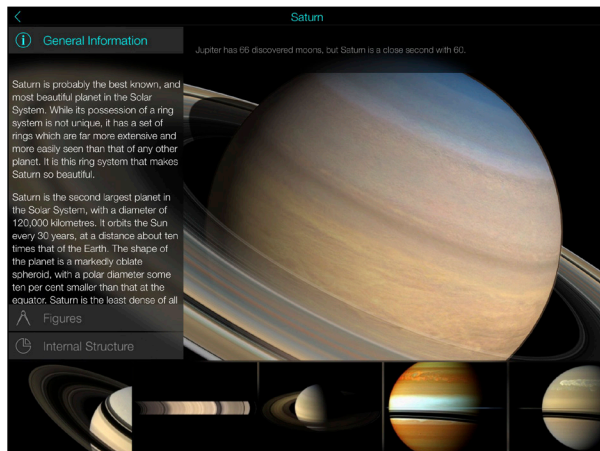 Saturn
General Information
Jupiter has 66 discovered moons, but Saturn is a close second with 60.
Saturn is probably the best known, and
most beautiful planet in the Solar
System. While its possession of a ring
system is not unique, it has a set of
rings which are far more extensive and
more easily seen than that of any other
planet. It is this ring system that makes
Saturn so beautiful.
Saturn is the second largest planet in
the Solar System, with a diameter of
120,000 kilometres. It orbits the Sun
every 30 years, at a distance about ten
times that of the Earth. The shape of
the planet is a markedly oblate
spheroid, with a polar diameter some
ten per cent smaller than that at the
equator. Saturn is the least dense of all
Figures
Internal Structure